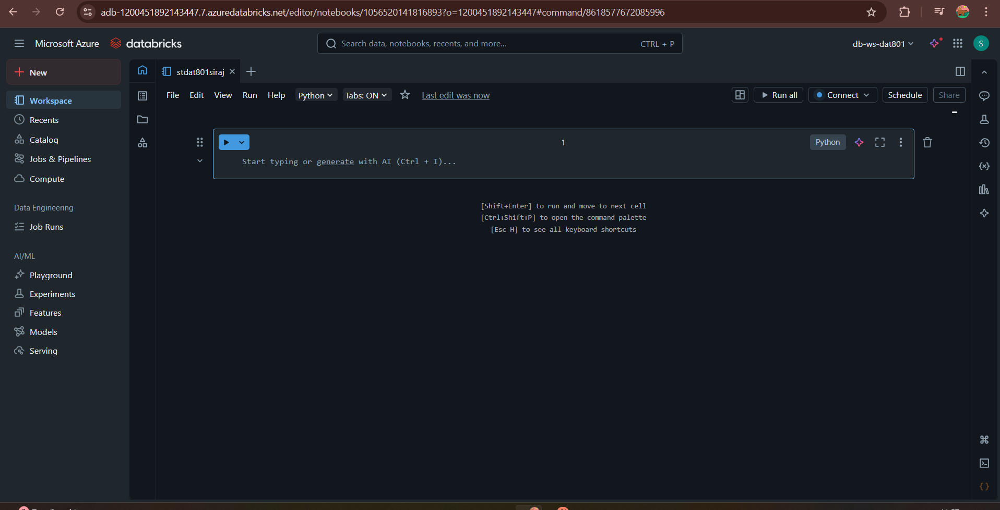 adb-1200451892143447.7.azuredatabricks.net/editor/notebooks/1056520141816893?o=1200451892143447#command/8618577672085996
Microsoft Azure databricks
Search data, notebooks, recents, and more... CTRL + P
db-ws-dat801
S
New
Workspace
Recents
Catalog
Jobs & Pipelines
Compute
Data Engineering
Job Runs
AI/ML
Playground
Experiments
Features
Models
Serving
stdat801siraj
File Edit View Run Help Python Tabs: ON Last edit was now
Run all Connect Schedule Share
1
Python
Start typing or generate with AI (Ctrl + I)...
[Shift+Enter] to run and move to next cell
[Ctrl+Shift+P] to open the command palette
[Esc H] to see all keyboard shortcuts